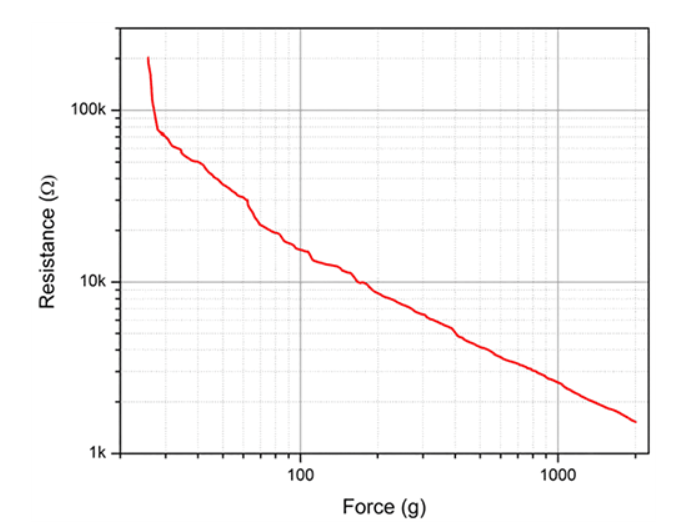 100k
10k
1k
Resistance (Ω)
100
1000
Force (g)